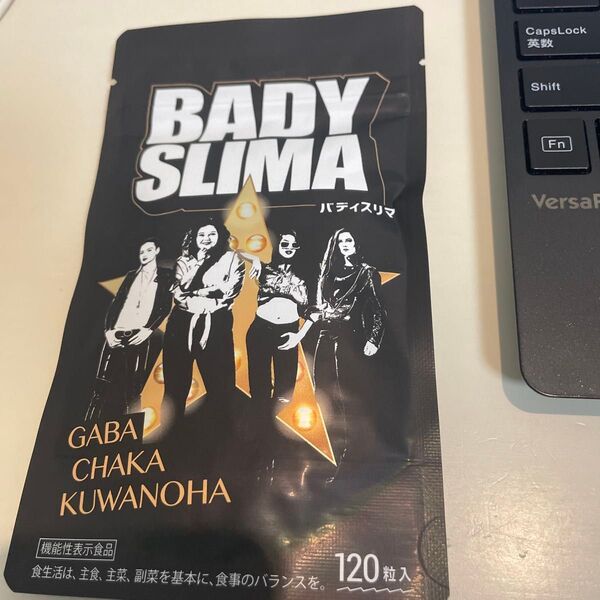 BADY
SLIMA
バディスリマ
GABA
CHAKA
KUWANOHA
機能性表示食品
120粒入
食生活は、主食、主菜、副菜を基本に、食事のバランスを。
CapsLock
英数
Shift
Fn